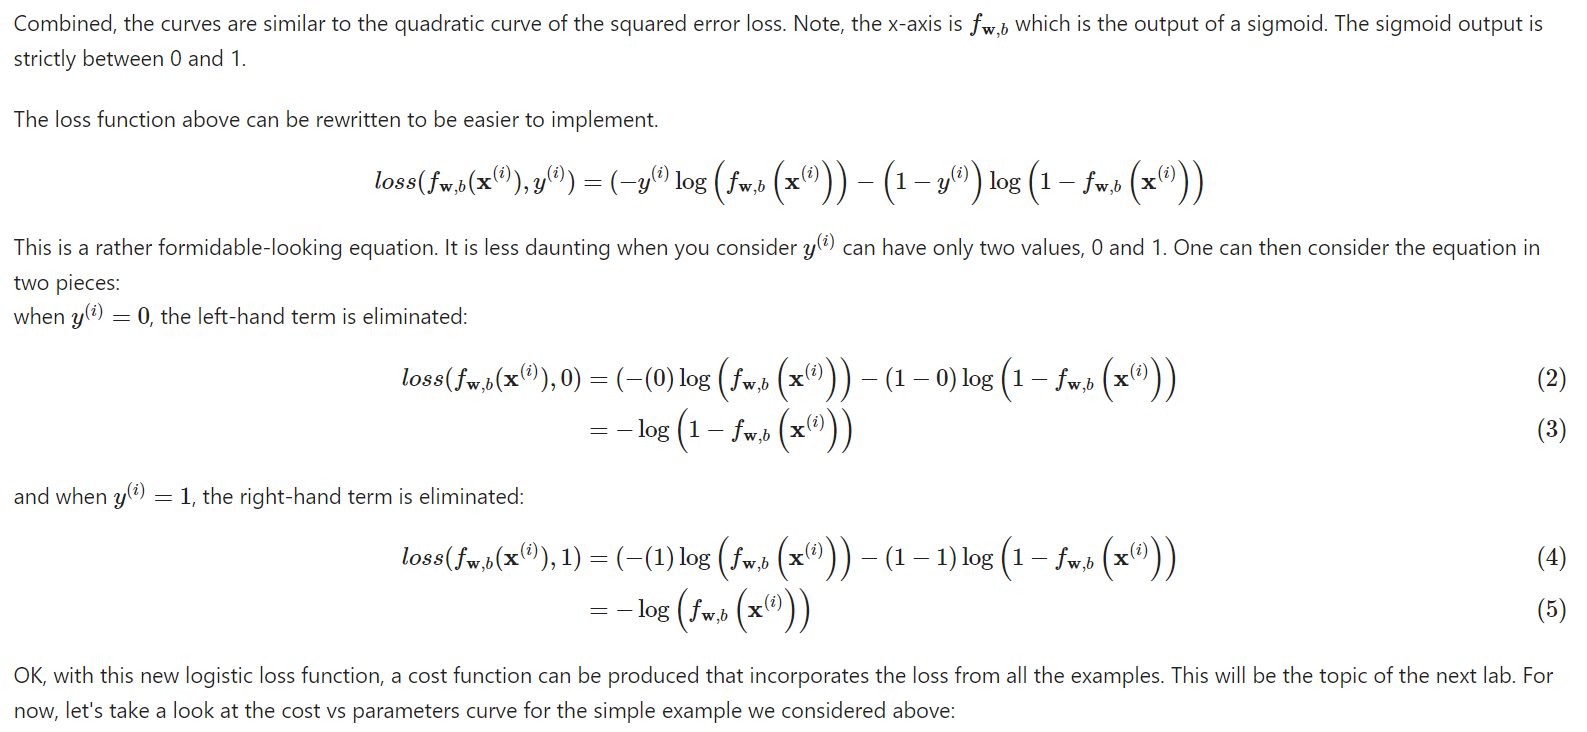 Combined, the curves are similar to the quadratic curve of the squared error loss. Note, the x-axis is $f_{\mathbf{w},b}$ which is the output of a sigmoid. The sigmoid output is
strictly between 0 and 1.
The loss function above can be rewritten to be easier to implement.
$loss(f_{\mathbf{w},b}(\mathbf{x}^{(i)}), y^{(i)}) = (-y^{(i)} \log\left(f_{\mathbf{w},b}\left(\mathbf{x}^{(i)}\right)\right) - \left(1 - y^{(i)}\right) \log\left(1 - f_{\mathbf{w},b}\left(\mathbf{x}^{(i)}\right)\right)$
This is a rather formidable-looking equation. It is less daunting when you consider $y^{(i)}$ can have only two values, 0 and 1. One can then consider the equation in
two pieces:
when $y^{(i)} = 0$, the left-hand term is eliminated:
$loss(f_{\mathbf{w},b}(\mathbf{x}^{(i)}), 0) = (-(0) \log\left(f_{\mathbf{w},b}\left(\mathbf{x}^{(i)}\right)\right) - (1 - 0) \log\left(1 - f_{\mathbf{w},b}\left(\mathbf{x}^{(i)}\right)\right)$ (2)
$= -\log\left(1 - f_{\mathbf{w},b}\left(\mathbf{x}^{(i)}\right)\right)$ (3)
and when $y^{(i)} = 1$, the right-hand term is eliminated:
$loss(f_{\mathbf{w},b}(\mathbf{x}^{(i)}), 1) = (-(1) \log\left(f_{\mathbf{w},b}\left(\mathbf{x}^{(i)}\right)\right) - (1 - 1) \log\left(1 - f_{\mathbf{w},b}\left(\mathbf{x}^{(i)}\right)\right)$ (4)
$= -\log\left(f_{\mathbf{w},b}\left(\mathbf{x}^{(i)}\right)\right)$ (5)
OK, with this new logistic loss function, a cost function can be produced that incorporates the loss from all the examples. This will be the topic of the next lab. For
now, let's take a look at the cost vs parameters curve for the simple example we considered above: